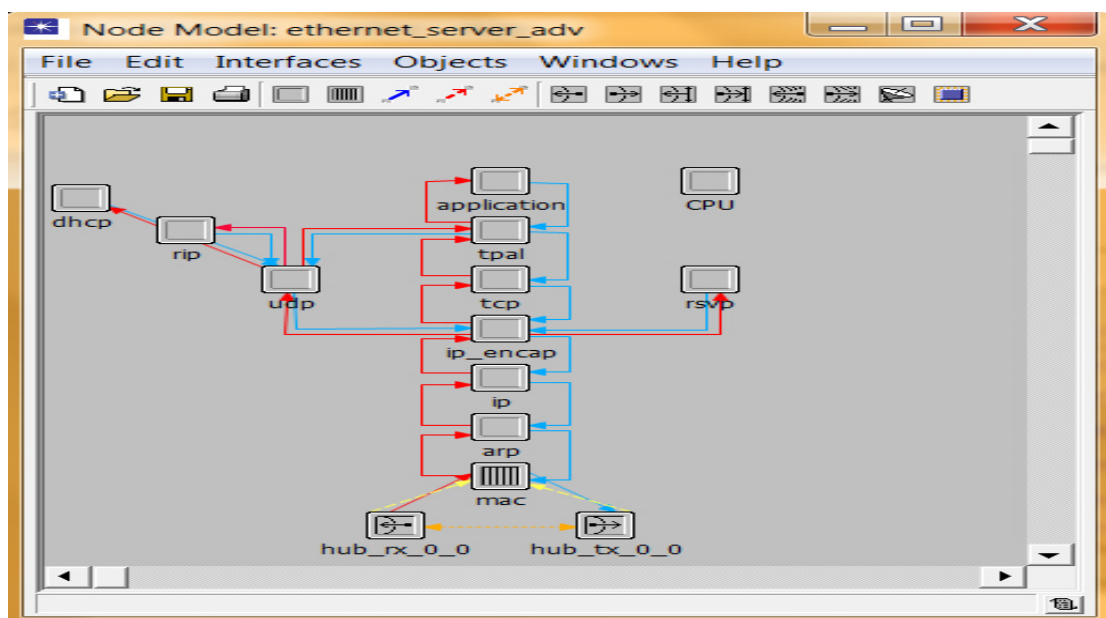 Node Model: ethernet_server_adv
File Edit Interfaces Objects Windows Help
application
CPU
dhcp
rip
tpal
udp
tcp
rsvp
ip_encap
ip
arp
mac
hub_rx_0_0
hub_tx_0_0